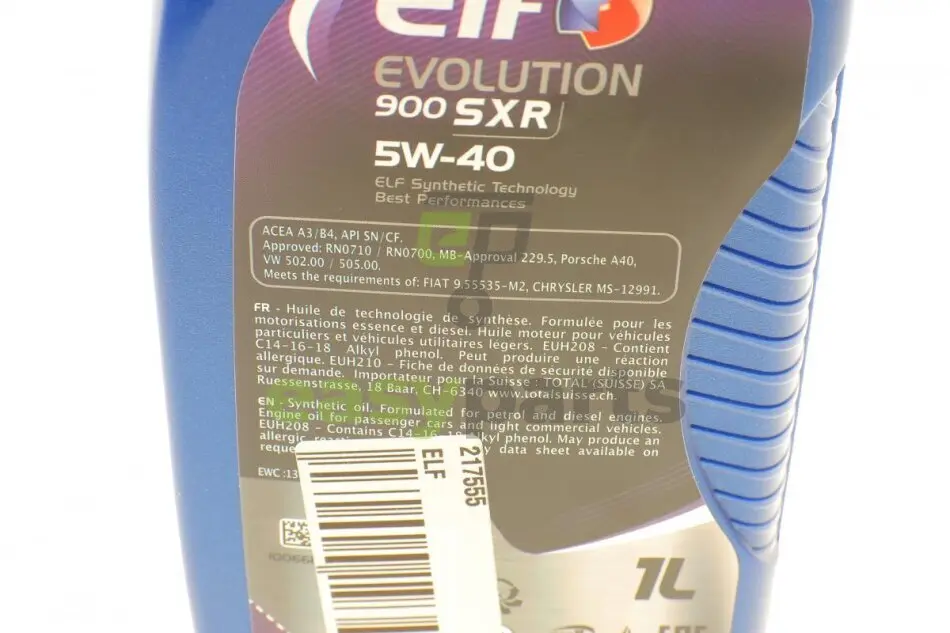 elf
EVOLUTION
900 SXR
5W-40
ELF Synthetic Technology
Best Performances
ACEA A3/B4, API SN/CF.
Approved: RN0710 / RN0700, MB-Approval 229.5, Porsche A40,
VW 502.00 / 505.00.
Meets the requirements of: FIAT 9.55535-M2, CHRYSLER MS-12991.
FR - Huile de technologie de synthèse. Formulée pour les
motorisations essence et diesel. Huile moteur pour véhicules
particuliers et véhicules utilitaires légers. EUH208 - Contient
C14-16-18 Alkyl phenol. Peut produire une réaction
allergique. EUH210 - Fiche de données de sécurité disponible
sur demande. Importateur pour la Suisse : TOTAL (SUISSE) SA
Ruessenstrasse, 18 Baar, CH-6340 www.totalsuisse.ch.
easyparts
EN - Synthetic oil. Formulated for petrol and diesel engines.
Engine oil for passenger cars and light commercial vehicles.
EUH208 - Contains C14-16-18 Alkyl phenol. May produce an
allergic
data sheet available on
EWC :13
217555
ELF
1L